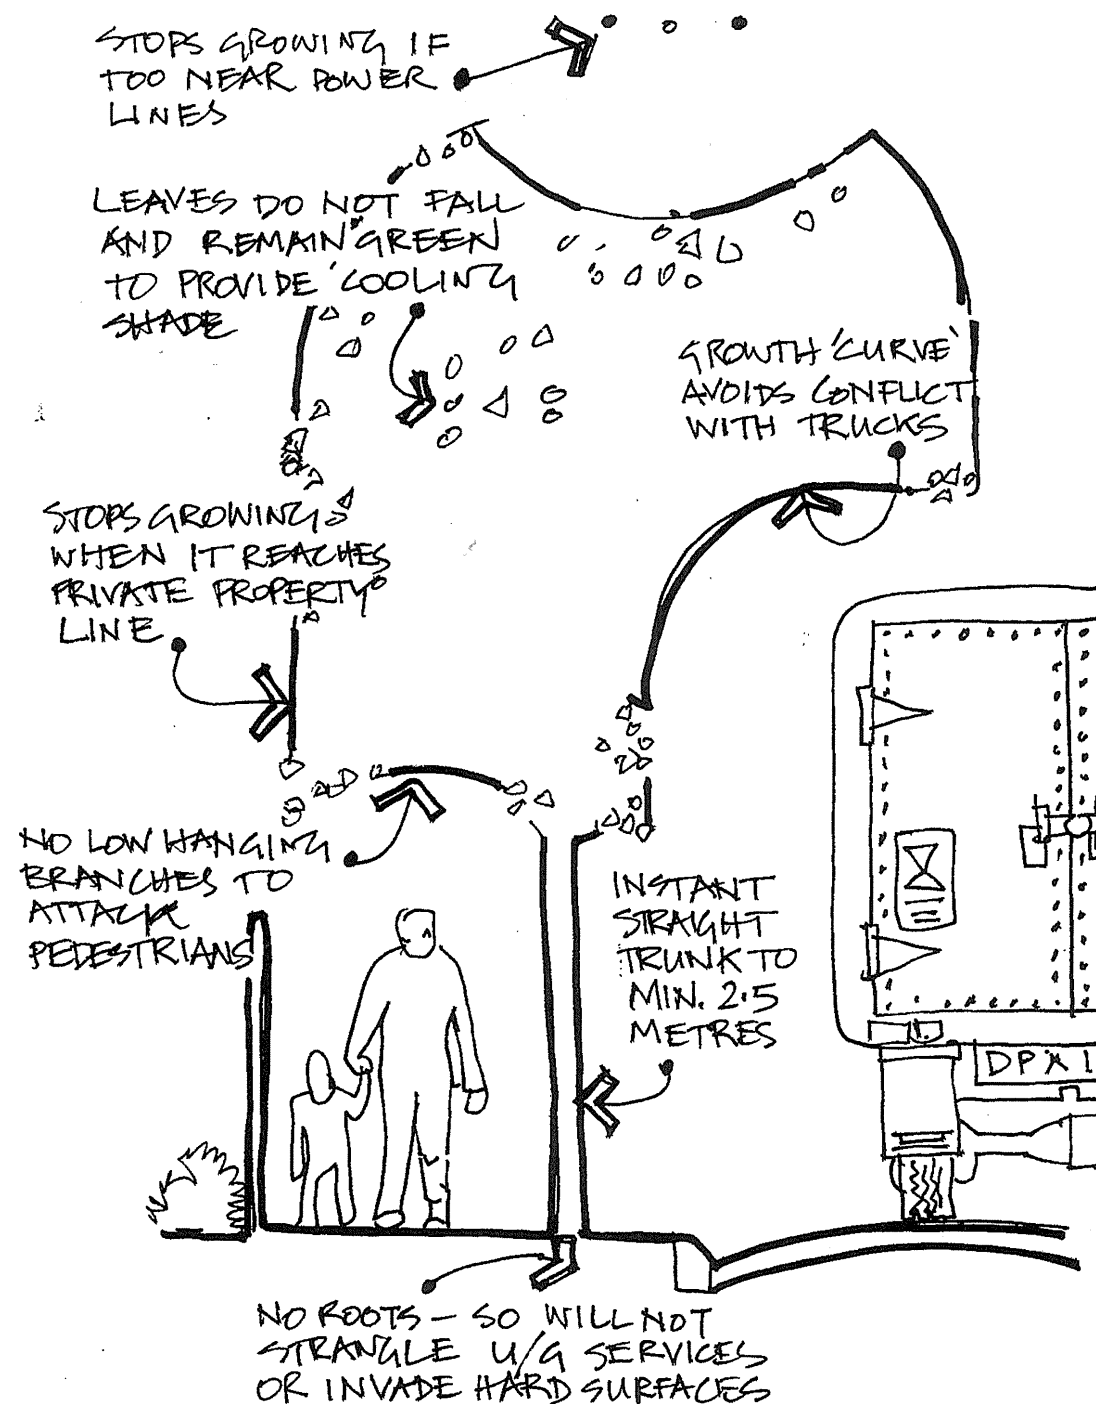 STOPS GROWING IF
TOO NEAR POWER
LINES
LEAVES DO NOT FALL
AND REMAIN "GREEN
TO PROVIDE 'COOLING
SHADE
GROWTH 'CURVE'
AVOIDS CONFLICT
WITH TRUCKS
STOPS GROWING
WHEN IT REACHES
PRIVATE PROPERTY
LINE
NO LOW HANGING
BRANCHES TO
ATTACK
PEDESTRIANS
INSTANT
STRAIGHT
TRUNK TO
MIN. 2.5
METRES
DPX1
NO ROOTS – SO WILL NOT
STRANGLE U/G SERVICES
OR INVADE HARD SURFACES